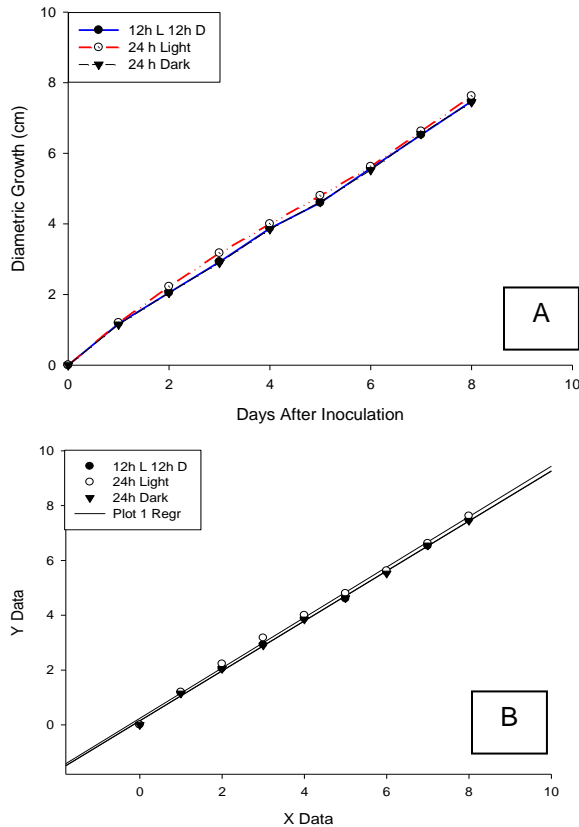 10
12h L 12h D
24 h Light
24 h Dark
8
6
4
2
0
Diametric Growth (cm)
A
0 2 4 6 8 10
Days After Inoculation
10
12h L 12h D
24h Light
24h Dark
Plot 1 Regr
8
6
4
2
0
Y Data
B
0 2 4 6 8 10
X Data